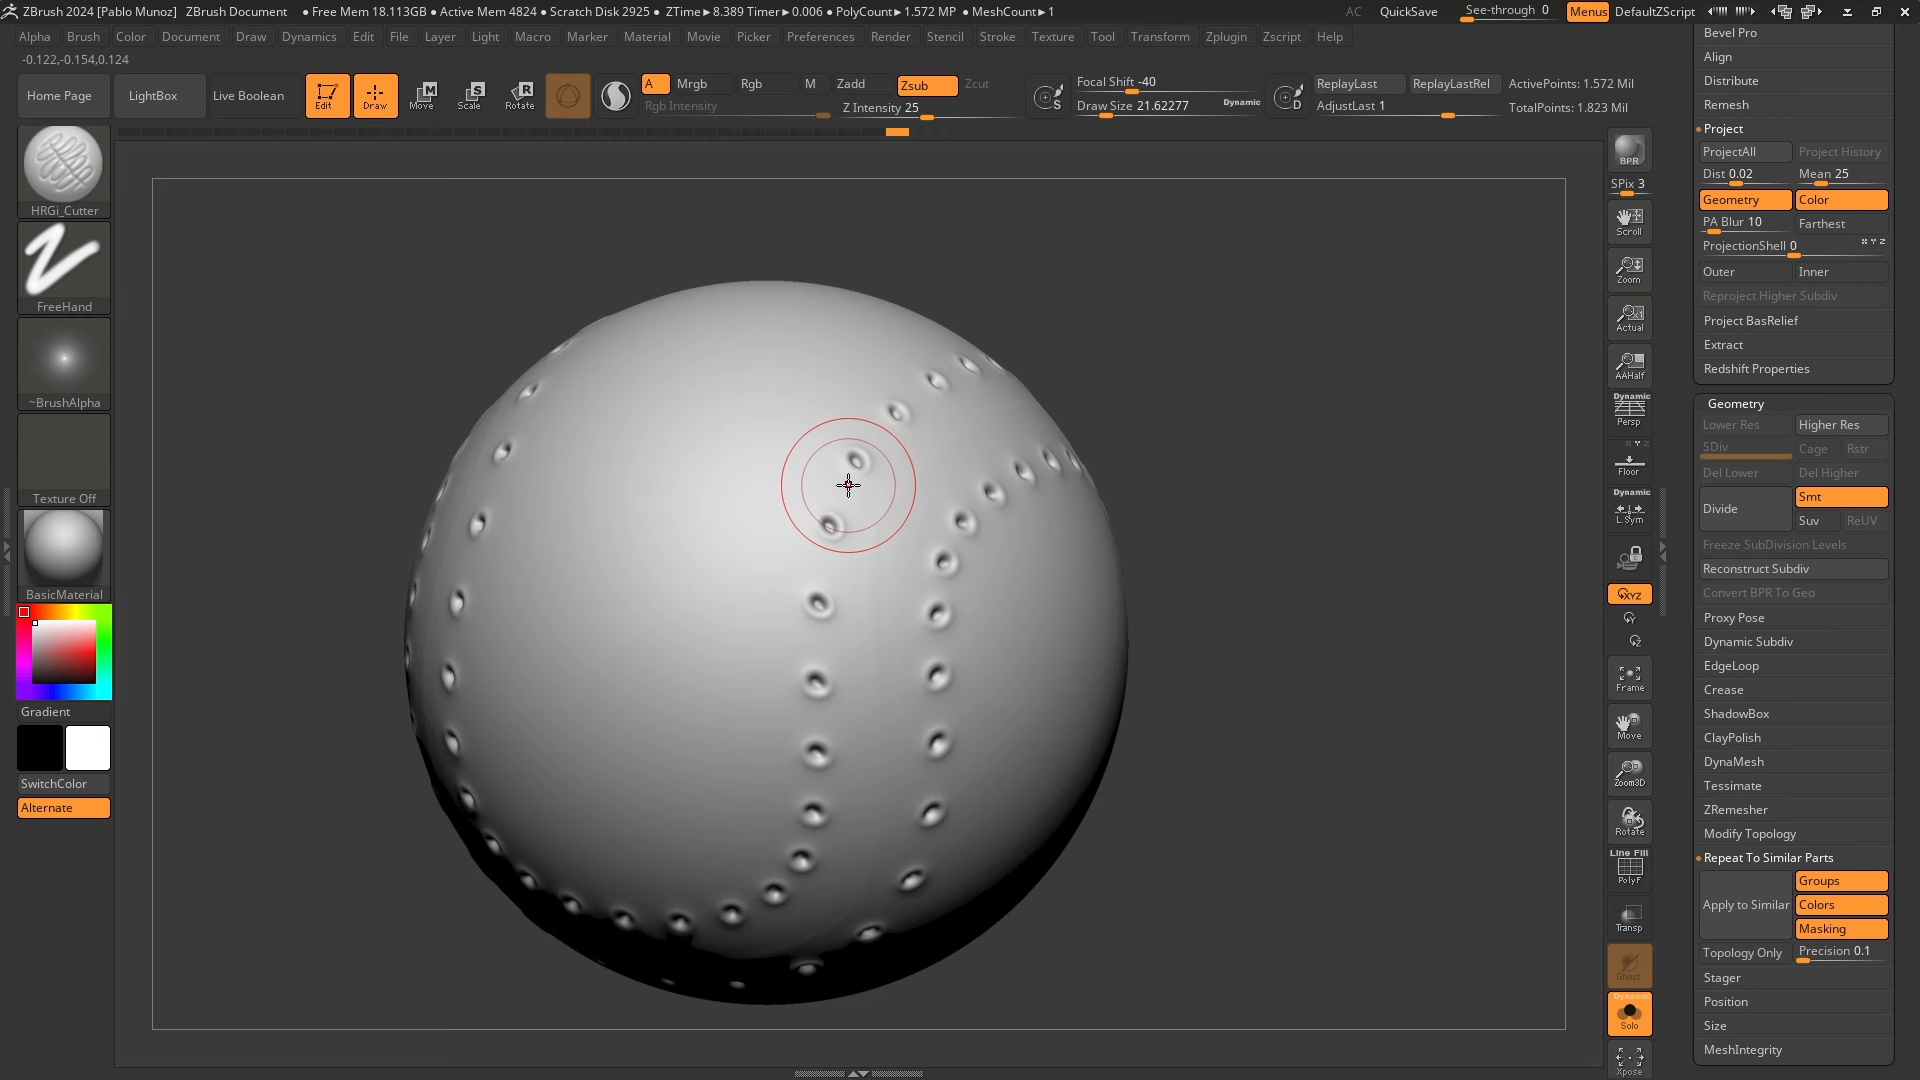 ZBrush 2024 [Pablo Munoz] ZBrush Document ● Free Mem 18.113GB ● Active Mem 4824 ● Scratch Disk 2925 ● ZTime►8.389 Timer►0.006 ● PolyCount►1.572 MP ● MeshCount►1 AC QuickSave See-through 0 Menus DefaultZScript
Alpha Brush Color Document Draw Dynamics Edit File Layer Light Macro Marker Material Movie Picker Preferences Render Stencil Stroke Texture Tool Transform Zplugin Zscript Help
-0.122,-0.154,0.124
Home Page LightBox Live Boolean Edit Draw Move Scale Rotate
A Mrgb Rgb M Zadd Zsub Zcut
Rgb Intensity Z Intensity 25
S Focal Shift -40
Draw Size 21.62277 Dynamic
D ReplayLast ReplayLastRel ActivePoints: 1.572 Mil
AdjustLast 1 TotalPoints: 1.823 Mil
HRGi_Cutter
FreeHand
~BrushAlpha
Texture Off
BasicMaterial
Gradient
SwitchColor
Alternate
BPR
SPix 3
Scroll
Zoom
Actual
AAHalf
Dynamic
Persp
Floor
Dynamic
L.Sym
XYZ
Y
Z
Frame
Move
Zoom3D
Rotate
Line Fill
PolyF
Transp
Ghost
Dynamic
Solo
Xpose
Bevel Pro
Align
Distribute
Remesh
Project
ProjectAll Project History
Dist 0.02 Mean 25
Geometry Color
PA Blur 10 Farthest
ProjectionShell 0 X Y Z
Outer Inner
Reproject Higher Subdiv
Project BasRelief
Extract
Redshift Properties
Geometry
Lower Res Higher Res
SDiv Cage Rstr
Del Lower Del Higher
Divide Smt
Suv ReUV
Freeze SubDivision Levels
Reconstruct Subdiv
Convert BPR To Geo
Proxy Pose
Dynamic Subdiv
EdgeLoop
Crease
ShadowBox
ClayPolish
DynaMesh
Tessimate
ZRemesher
Modify Topology
Repeat To Similar Parts
Apply to Similar Groups
Colors
Masking
Topology Only Precision 0.1
Stager
Position
Size
MeshIntegrity